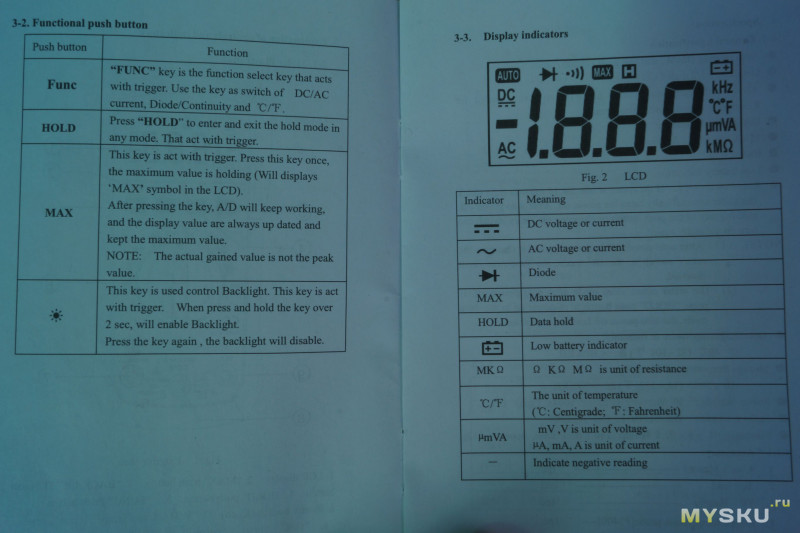 3-2. Functional push button
Push button Function
Func
"FUNC" key is the function select key that acts
with trigger. Use the key as switch of DC/AC
current, Diode/Continuity and ℃/℉.
HOLD
Press "HOLD" to enter and exit the hold mode in
any mode. That act with trigger.
MAX
This key is act with trigger. Press this key once,
the maximum value is holding (Will displays
'MAX' symbol in the LCD).
After pressing the key, A/D will keep working,
and the display value are always up dated and
kept the maximum value.
NOTE: The actual gained value is not the peak
value.
This key is used control Backlight. This key is act
with trigger. When press and hold the key over
2 sec, will enable Backlight.
Press the key again , the backlight will disable.
3-3. Display indicators
AUTO MAX H
DC kHz
℃℉
-1.8.8.8 μmVA
AC kMΩ
Fig. 2 LCD
Indicator Meaning
DC voltage or current
AC voltage or current
Diode
MAX Maximum value
HOLD Data hold
Low battery indicator
MKΩ Ω KΩ MΩ is unit of resistance
℃/℉
The unit of temperature
(℃: Centigrade; ℉: Fahrenheit)
μmVA
mV ,V is unit of voltage
μA, mA, A is unit of current
— Indicate negative reading
MYSKU.ru